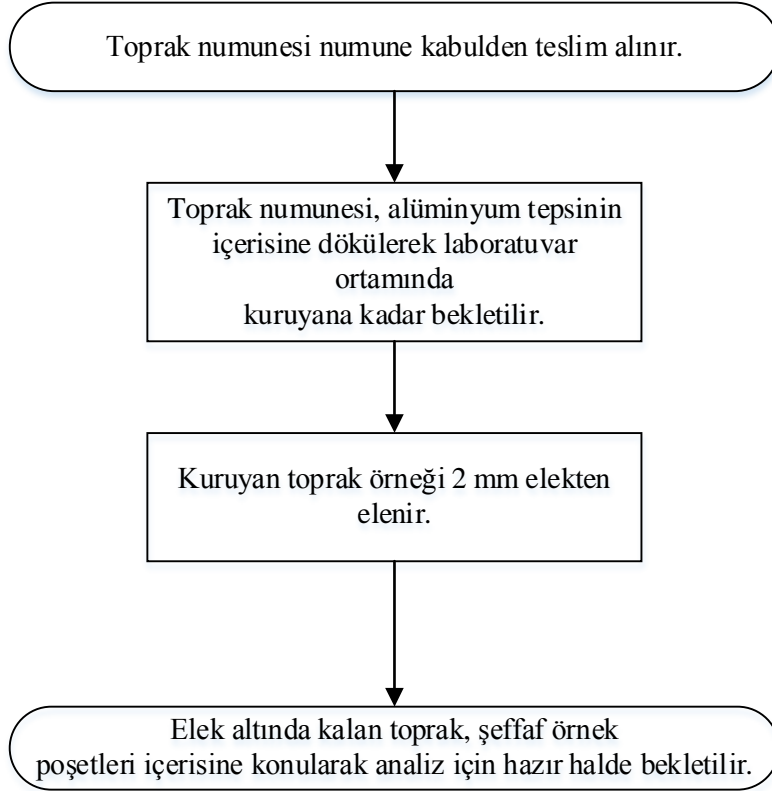 Toprak numunesi numune kabulden teslim alınır.
Toprak numunesi, alüminyum tepsinin
içerisine dökülerek laboratuvar
ortamında
kuruyana kadar bekletilir.
Kuruyan toprak örneği 2 mm elekten
elenir.
Elek altında kalan toprak, şeffaf örnek
poşetleri içerisine konularak analiz için hazır halde bekletilir.